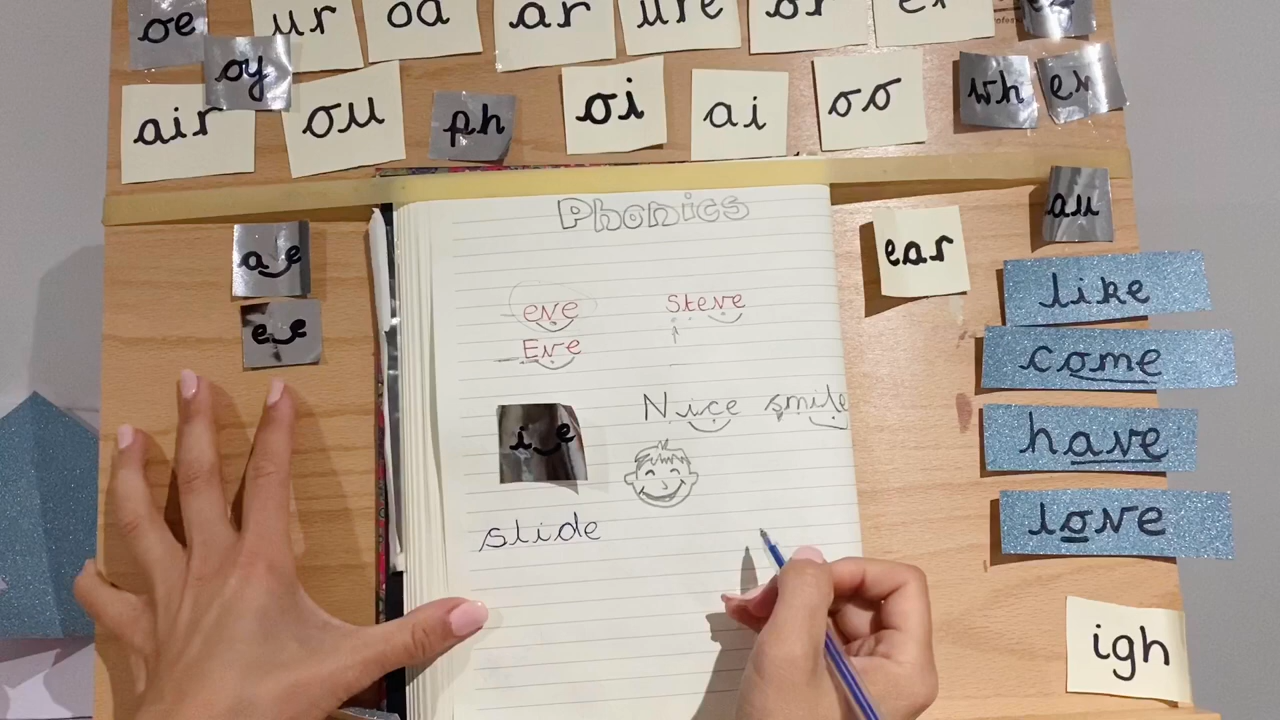 oe ur oa ar ure or er
oy
air ou ph oi ai oo wh ew
Phonics
a_e ear au
e_e
eve Steve
Eve
like
come
have
love
Nice smile
i_e
slide
igh